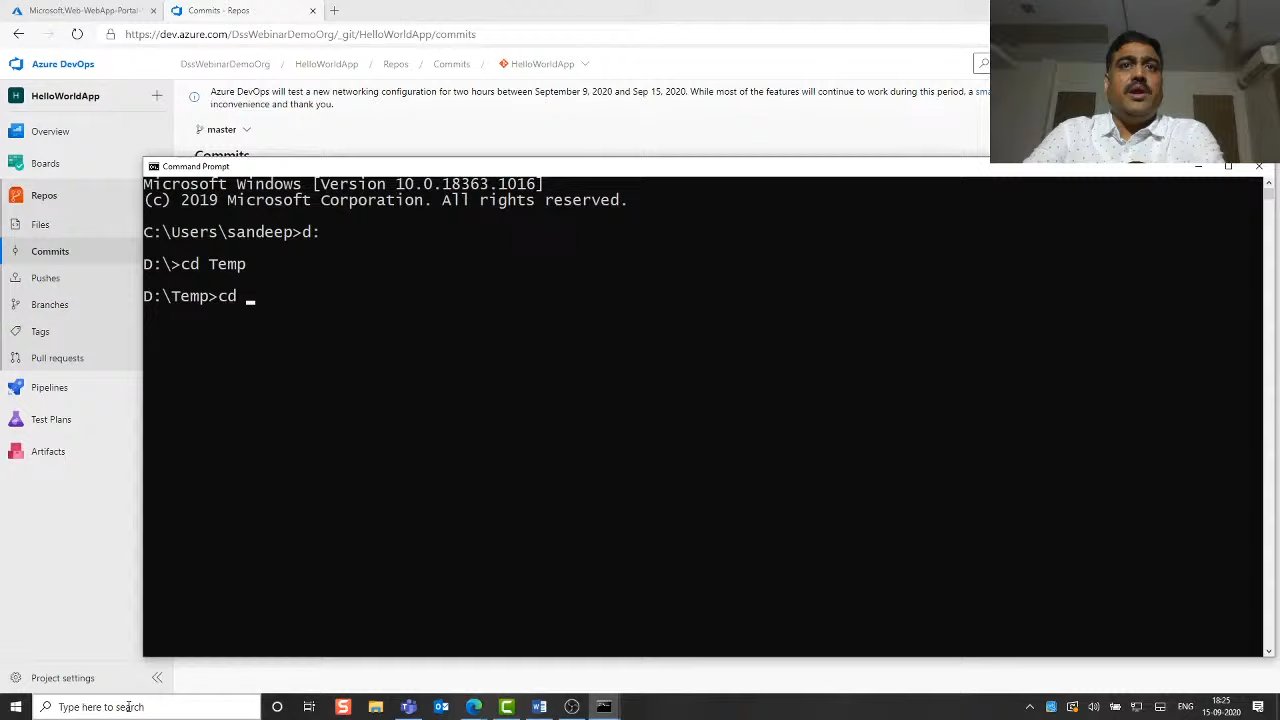 Microsoft.Web-WebApp-Portal-
Commits - Repos
https://dev.azure.com/DssWebinarDemoOrg/_git/HelloWorldApp/commits
Azure DevOps
DssWebinarDemoOrg / HelloWorldApp / Repos / Commits / HelloWorldApp
HelloWorldApp
Azure DevOps will test a new networking configuration for two hours between September 9, 2020 and Sep 15, 2020. While most of the features will continue to work during this period. a
inconvenience and thank you.
Overview
master
Boards
Commits
Command Prompt
Microsoft Windows [Version 10.0.18363.1016]
(c) 2019 Microsoft Corporation. All rights reserved.
C:\Users\sandeep>d:
D:\>cd Temp
D:\Temp>cd _
Repos
Files
Commits
Pushes
Branches
Tags
Pull requests
Pipelines
Test Plans
Artifacts
Project settings
Type here to search
ENG
18:25
15-09-2020